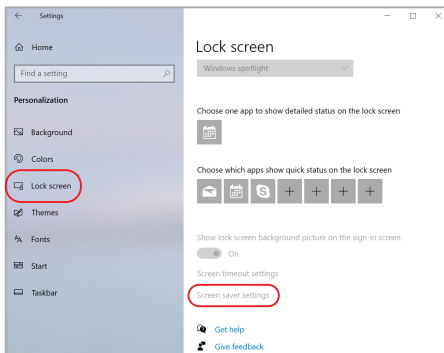 Settings
Home
Find a setting
Personalization
Background
Colors
Lock screen
Themes
Fonts
Start
Taskbar
Lock screen
Windows spotlight
Choose one app to show detailed status on the lock screen
Choose which apps show quick status on the lock screen
Show lock screen background picture on the sign-in screen
On
Screen timeout settings
Screen saver settings
Get help
Give feedback